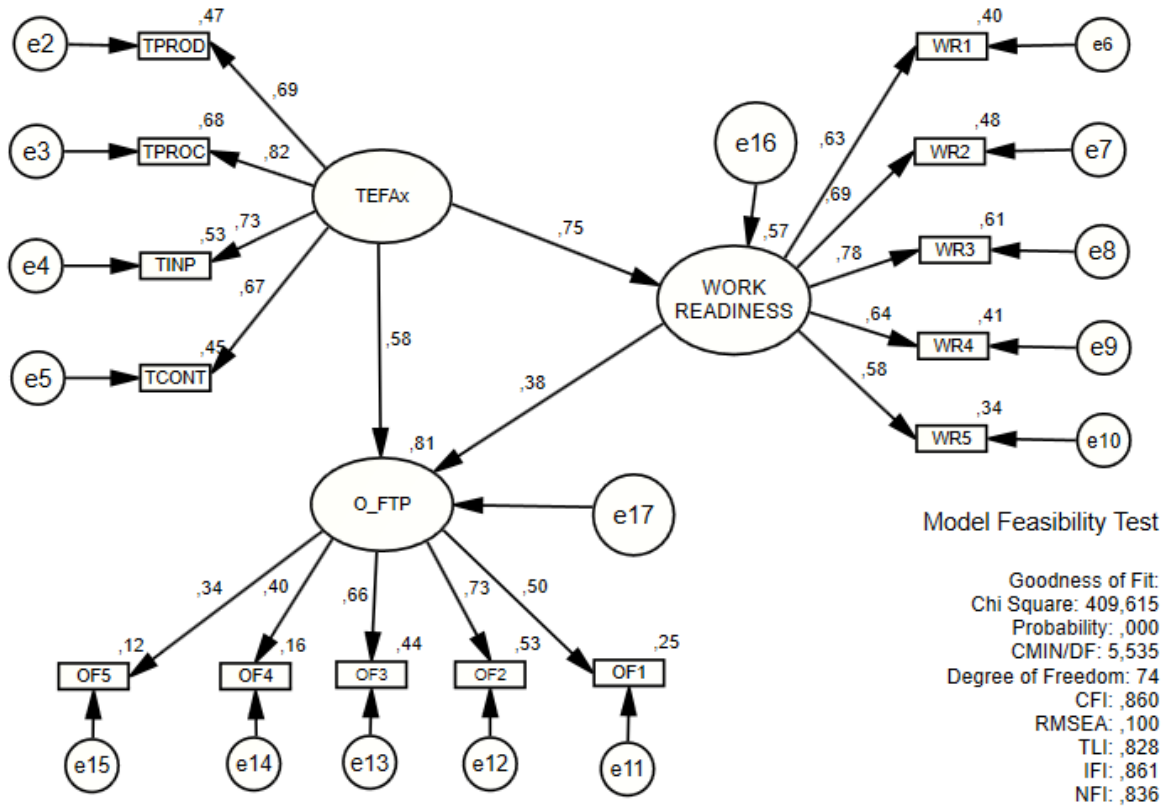 ,47
e2
TPROD
,69
,68
e3
TPROC
,82
TEFAx
,73
,53
e4
TINP
,67
,45
e5
TCONT
,75
,58
e16
,57
WORK
READINESS
,38
,40
WR1
e6
,63
,48
WR2
e7
,69
,61
WR3
e8
,78
,41
WR4
e9
,64
,58
,34
WR5
e10
,81
O_FTP
e17
,34
,40
,66
,73
,50
,12
OF5
,16
OF4
,44
OF3
,53
OF2
,25
OF1
e15
e14
e13
e12
e11
Model Feasibility Test
Goodness of Fit:
Chi Square: 409,615
Probability: ,000
CMIN/DF: 5,535
Degree of Freedom: 74
CFI: ,860
RMSEA: ,100
TLI: ,828
IFI: ,861
NFI: ,836